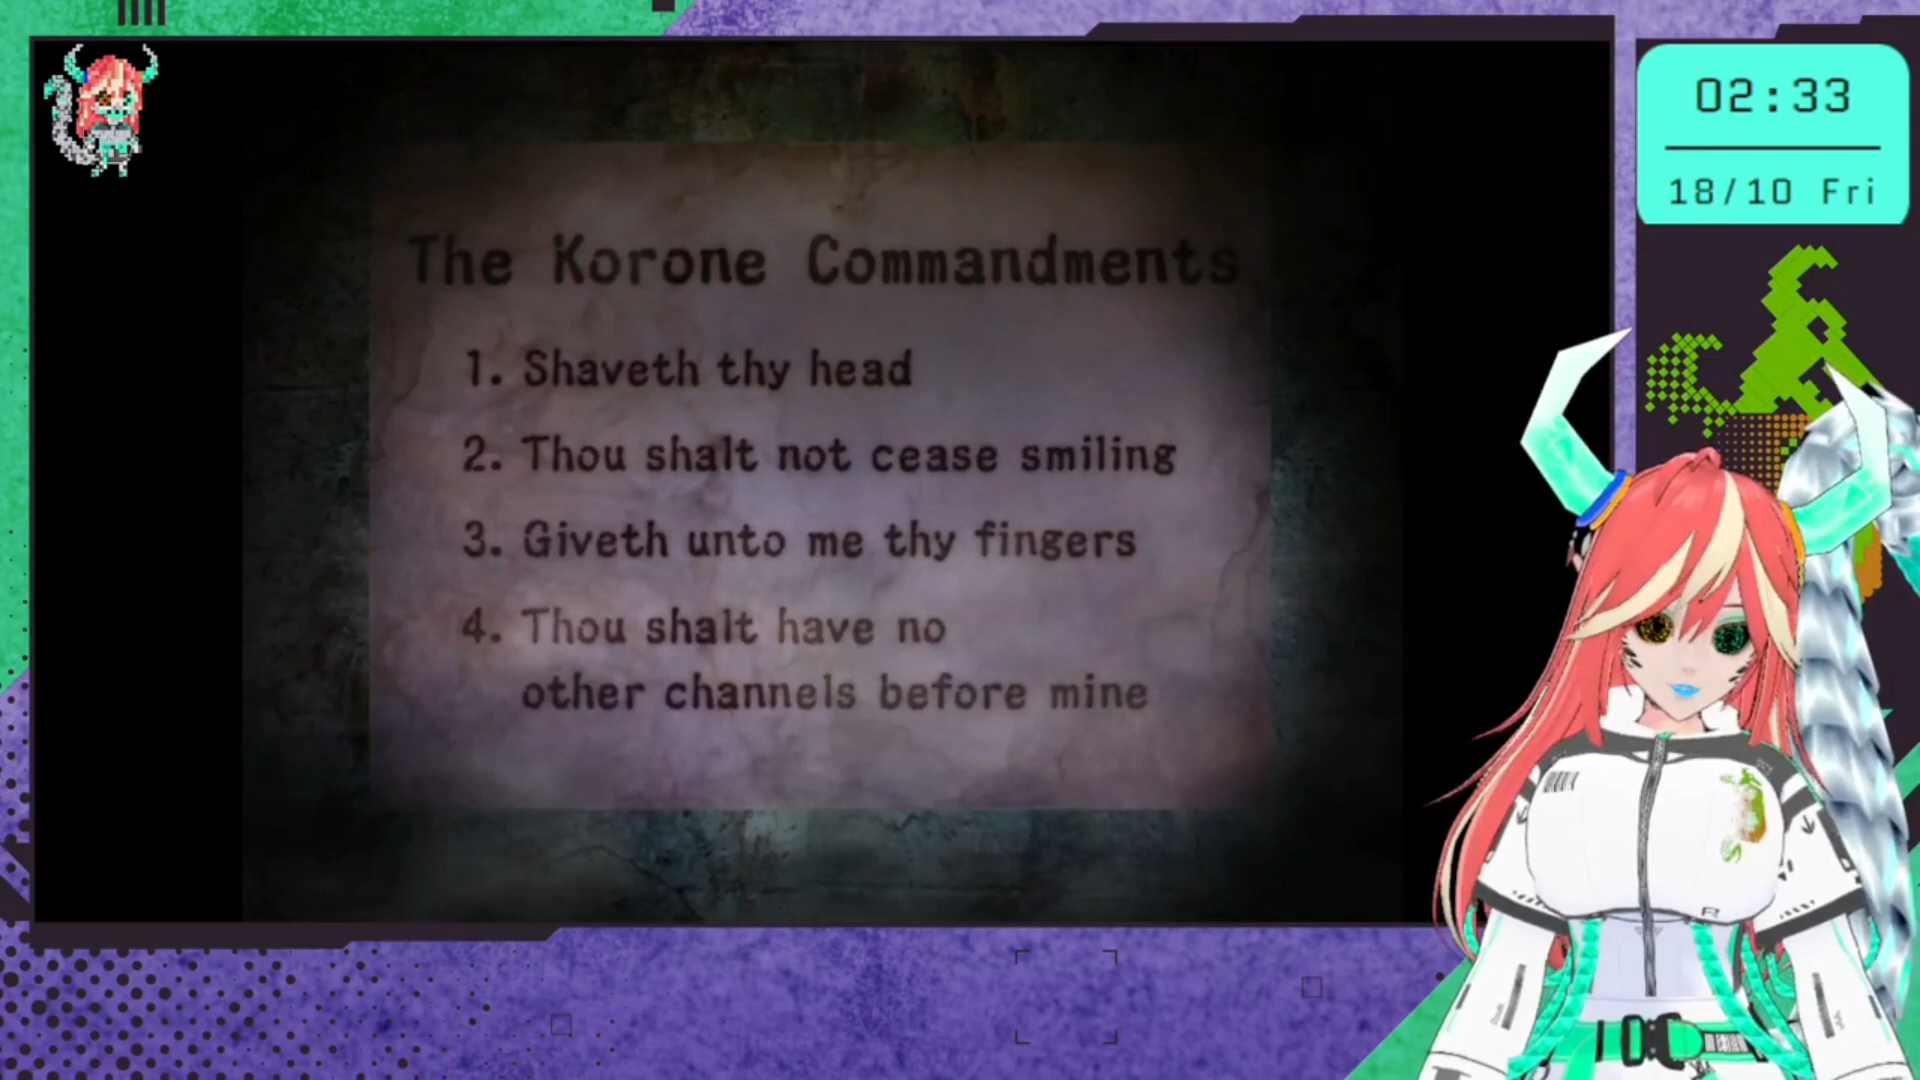 02:33
18/10 Fri
The Korone Commandments
1. Shaveth thy head
2. Thou shalt not cease smiling
3. Giveth unto me thy fingers
4. Thou shalt have no
other channels before mine